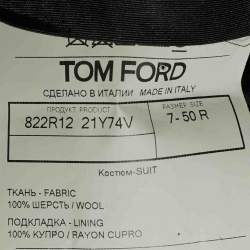 TOM FORD
СДЕЛАНО В ИТАЛИИ MADE IN ITALY
ПРОДУКТ PRODUCT РАЗМЕР SIZE
822R12 21Y74V 7-50 R
Костюм-SUIT
ТКАНЬ - FABRIC
100% ШЕРСТЬ / WOOL
ПОДКЛАДКА - LINING
100% КУПРО / RAYON CUPRO